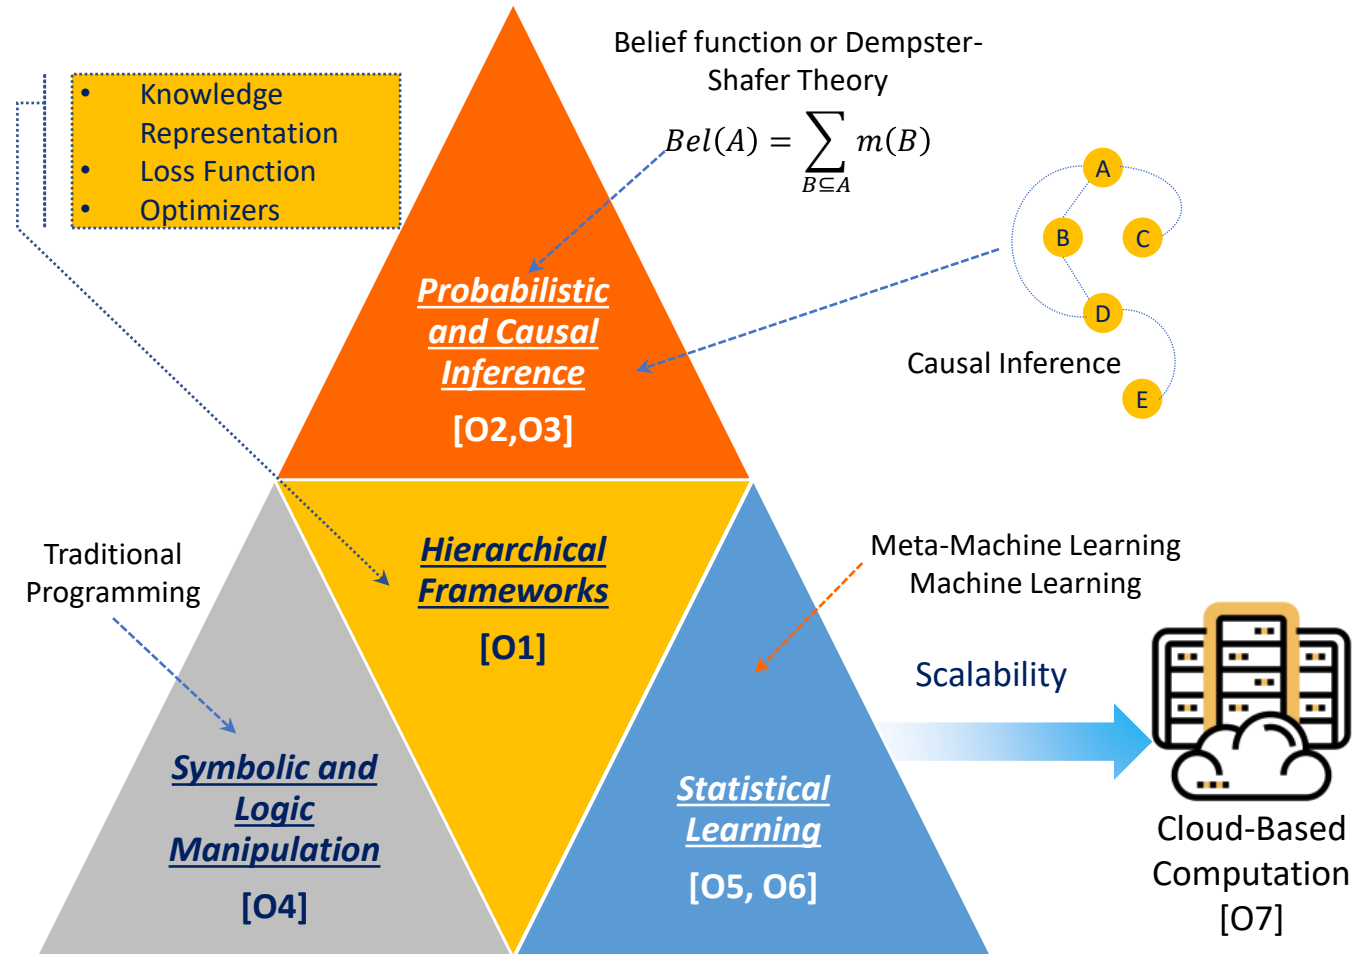 • Knowledge
Representation
• Loss Function
• Optimizers
Belief function or Dempster-
Shafer Theory
Bel(A) = ∑ m(B)
B⊆A
A
B
C
D
E
Causal Inference
Probabilistic
and Causal
Inference
[O2,O3]
Hierarchical
Frameworks
[O1]
Traditional
Programming
Symbolic and
Logic
Manipulation
[O4]
Meta-Machine Learning
Machine Learning
Statistical
Learning
[O5, O6]
Scalability
Cloud-Based
Computation
[O7]